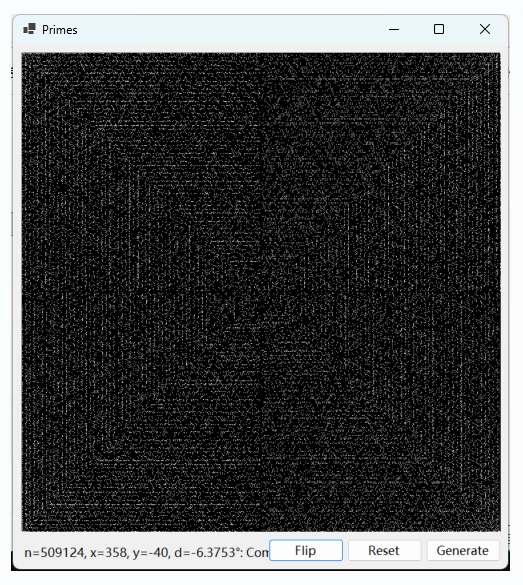 Primes
n=509124, x=358, y=-40, d=-6.3753°: Com
Flip Reset Generate